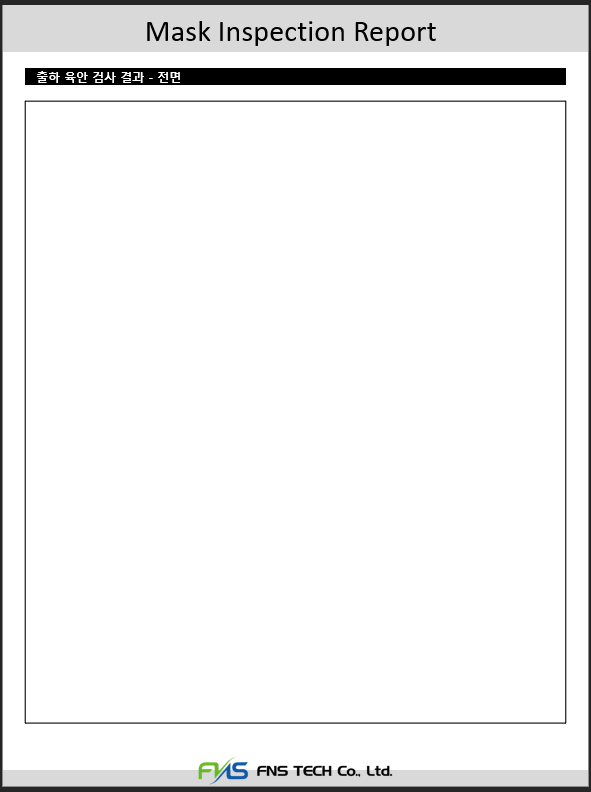 Mask Inspection Report
출하 육안 검사 결과 - 전면
FNS FNS TECH Co., Ltd.